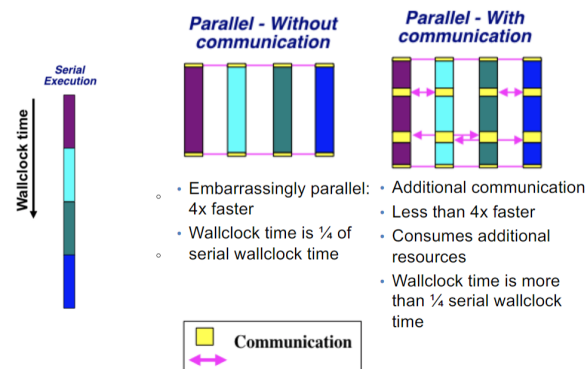 Serial
Execution
Wallclock time
Parallel - Without
communication
• Embarrassingly parallel:
4x faster
• Wallclock time is ¼ of
serial wallclock time
Parallel - With
communication
• Additional communication
• Less than 4x faster
• Consumes additional
resources
• Wallclock time is more
than ¼ serial wallclock
time
Communication